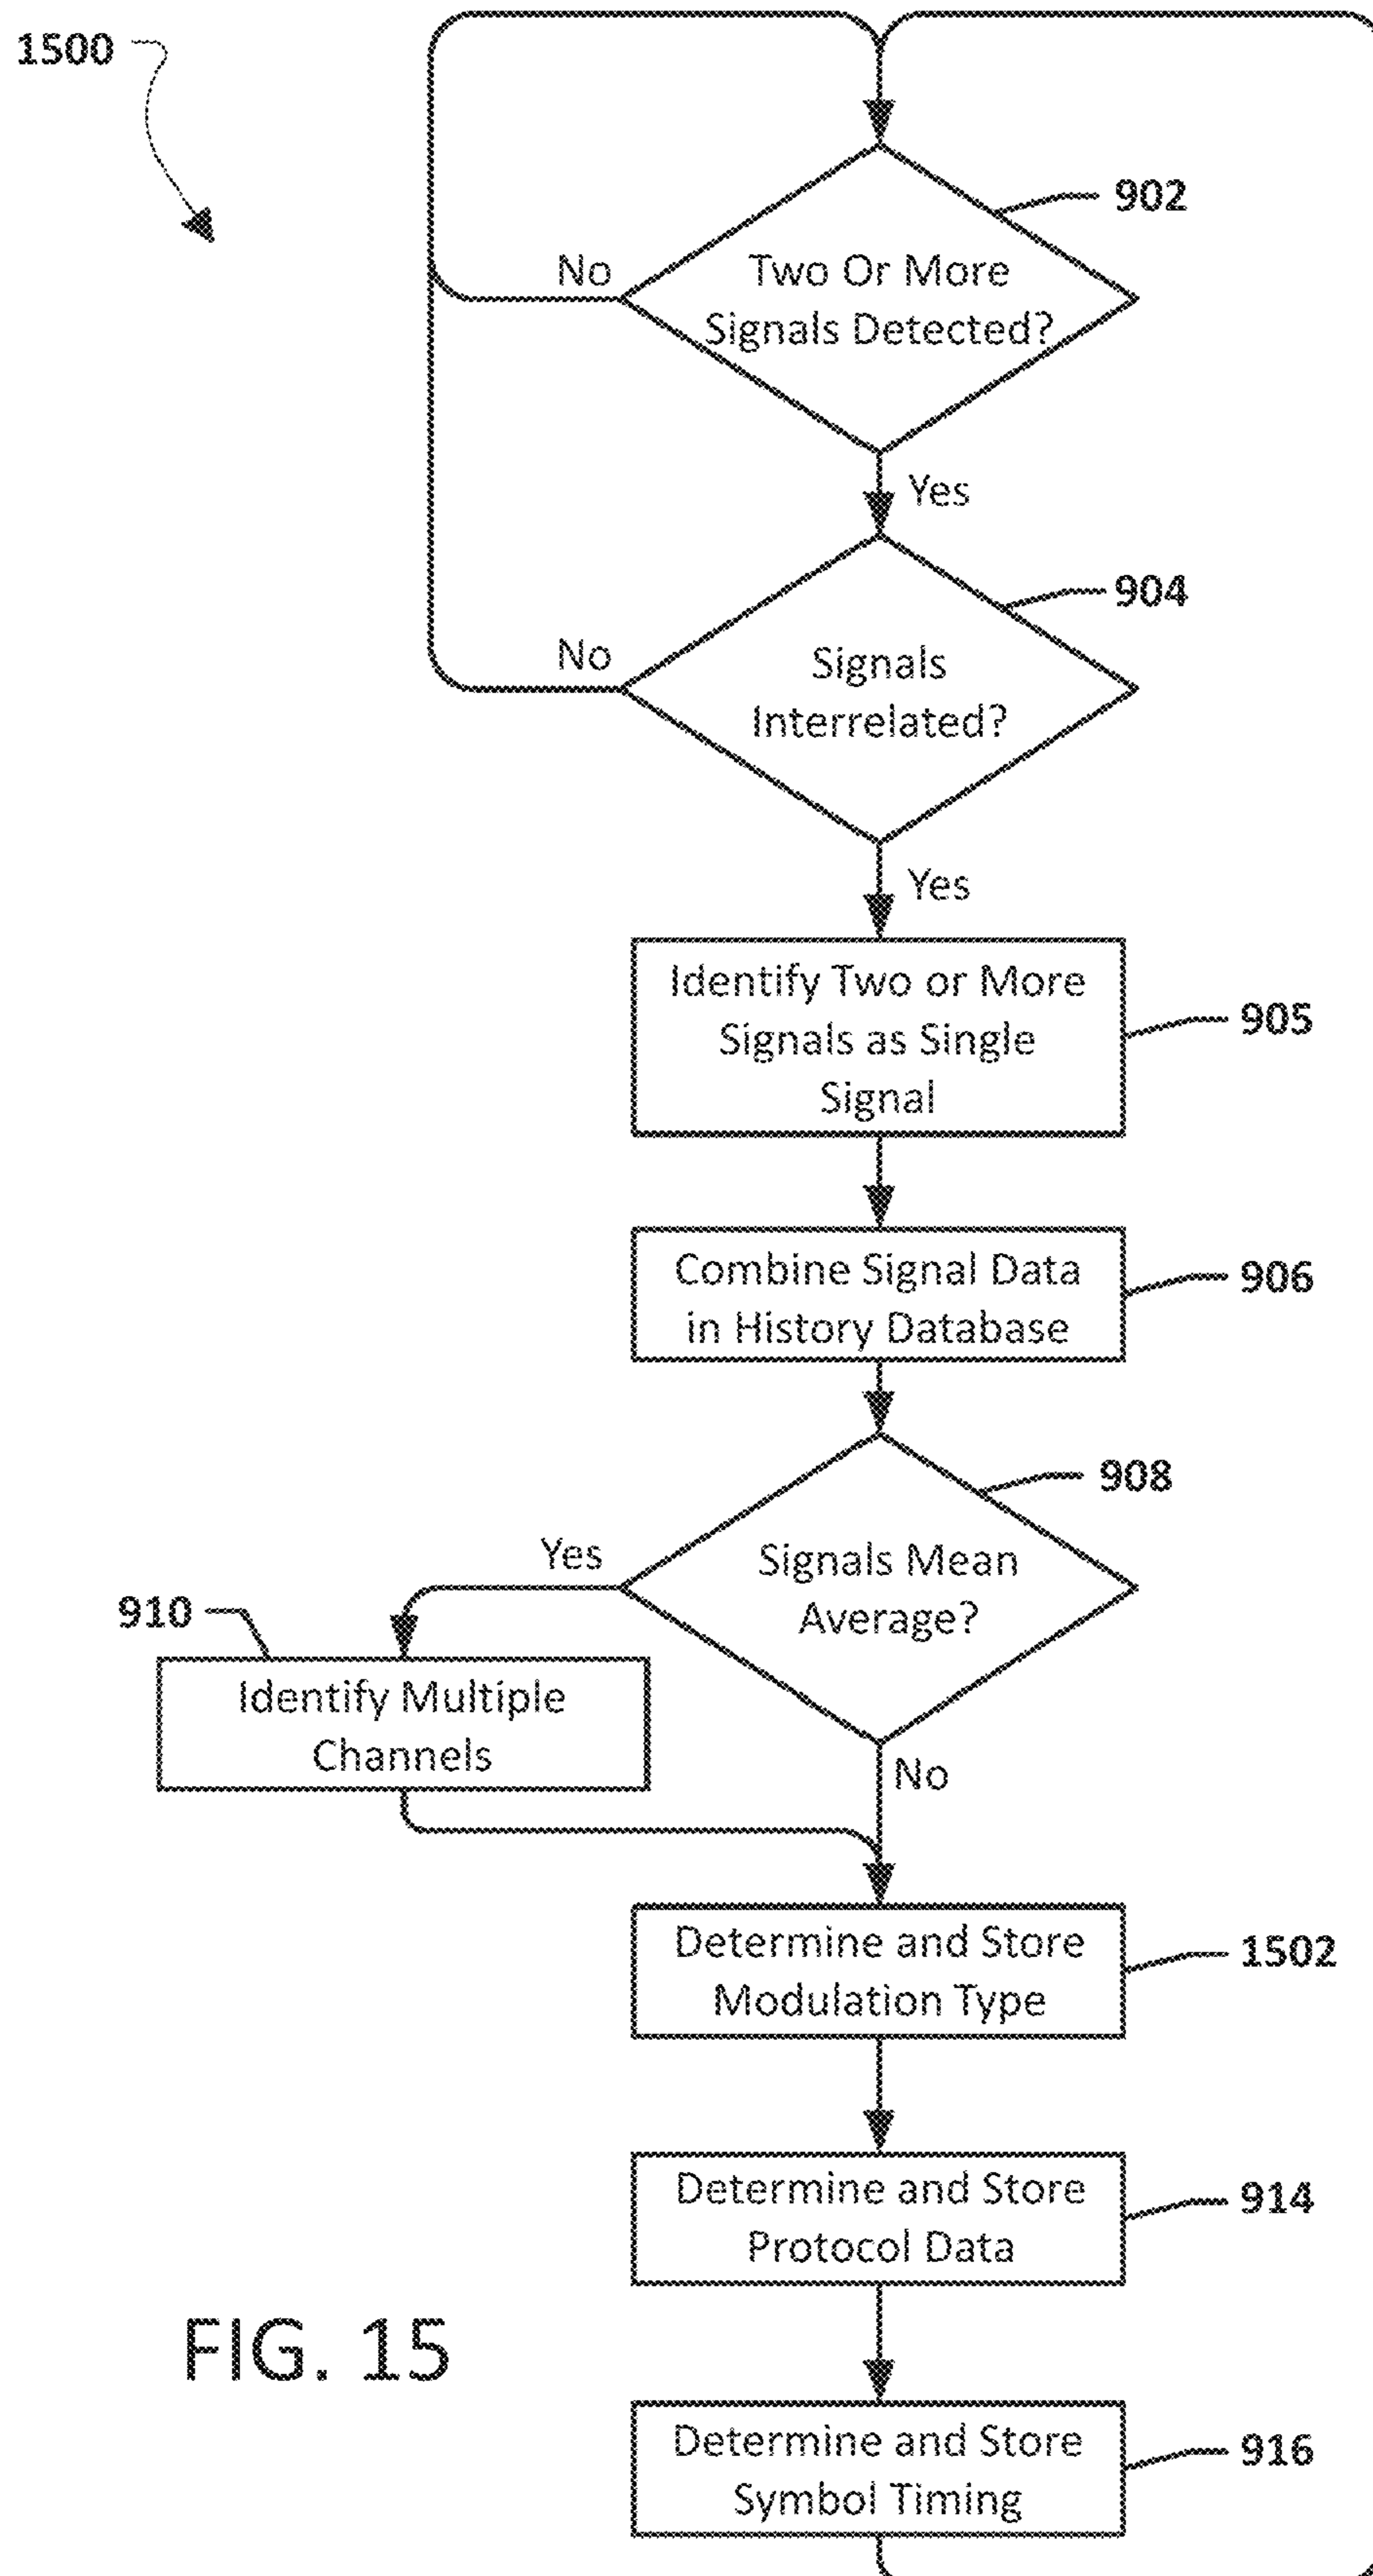 1500
902
No
Two Or More
Signals Detected?
Yes
904
No
Signals
Interrelated?
Yes
Identify Two or More
Signals as Single
Signal
905
Combine Signal Data
in History Database
906
908
Yes
Signals Mean
Average?
910
Identify Multiple
Channels
No
Determine and Store
Modulation Type
1502
Determine and Store
Protocol Data
914
FIG. 15
Determine and Store
Symbol Timing
916